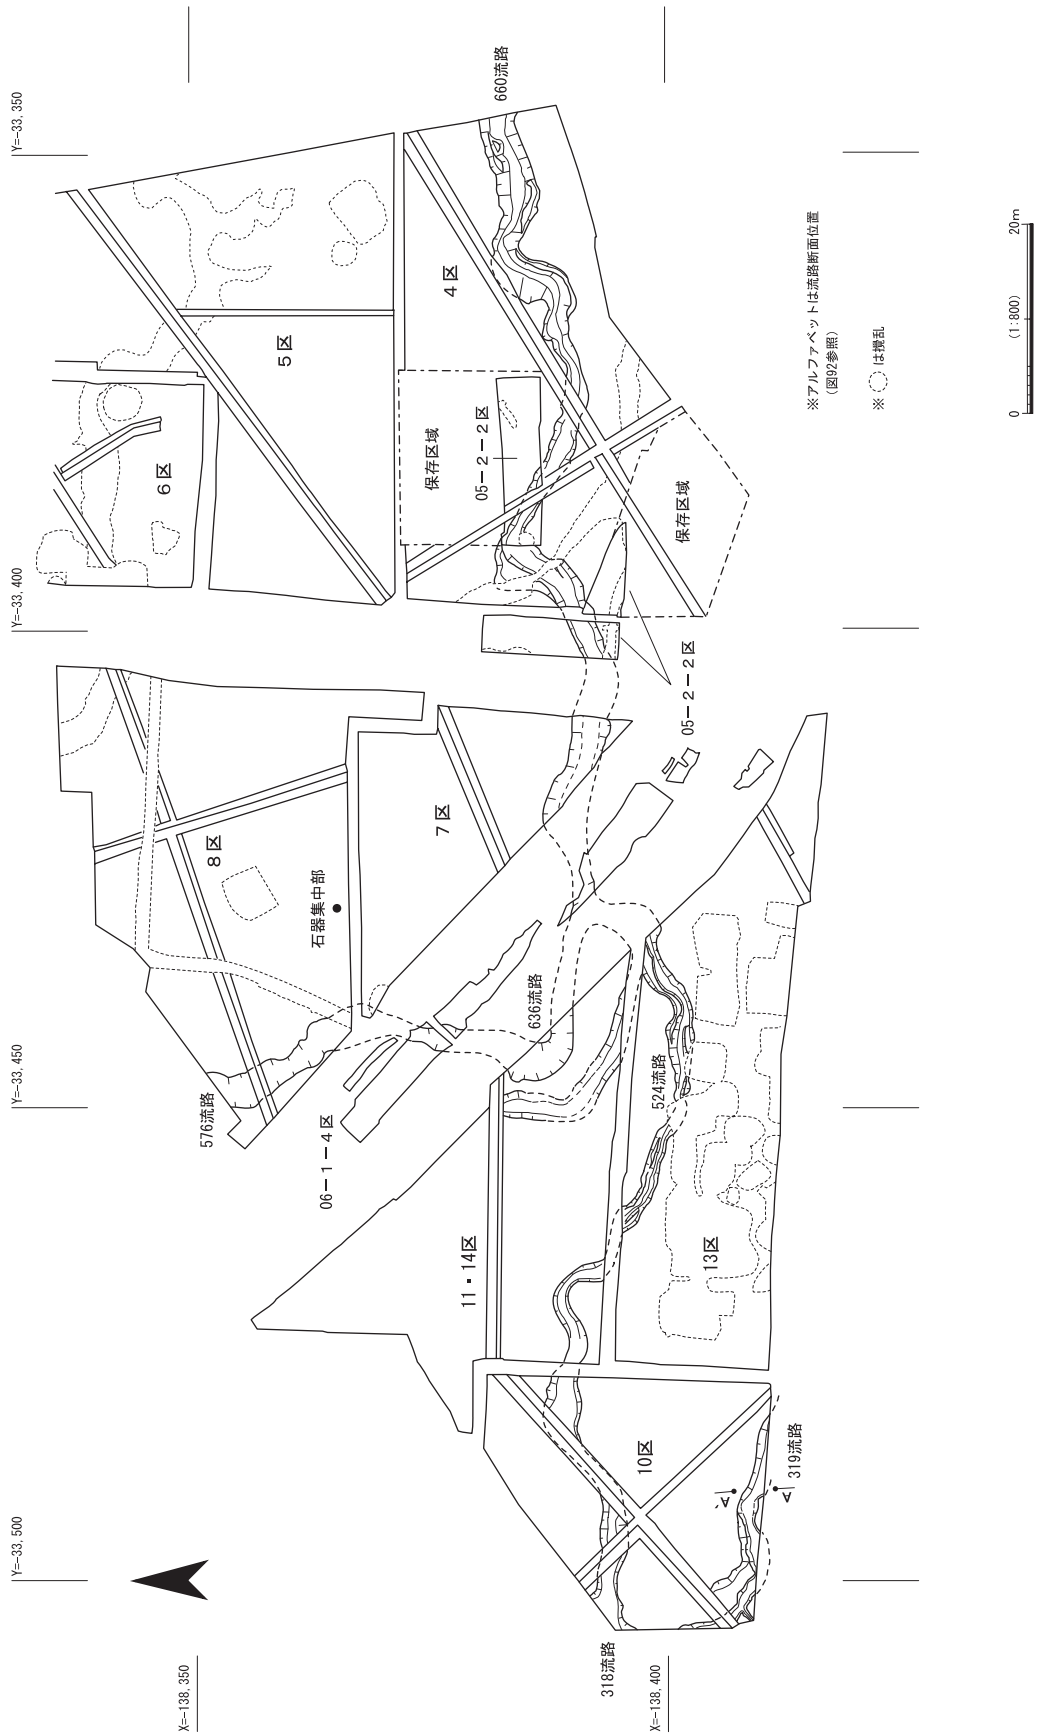 Y=-33,350
Y=-33,400
Y=-33,450
Y=-33,500
X=-138,350
X=-138,400
660流路
4区
5区
6区
保存区域
05-2-2区
保存区域
05-2-2区
8区
7区
石器集中部
636流路
576流路
06-1-4区
524流路
11・14区
13区
10区
319流路
318流路
A
A
※アルファベットは流路断面位置
(図92参照)
※ は攪乱
0 (1:800) 20m